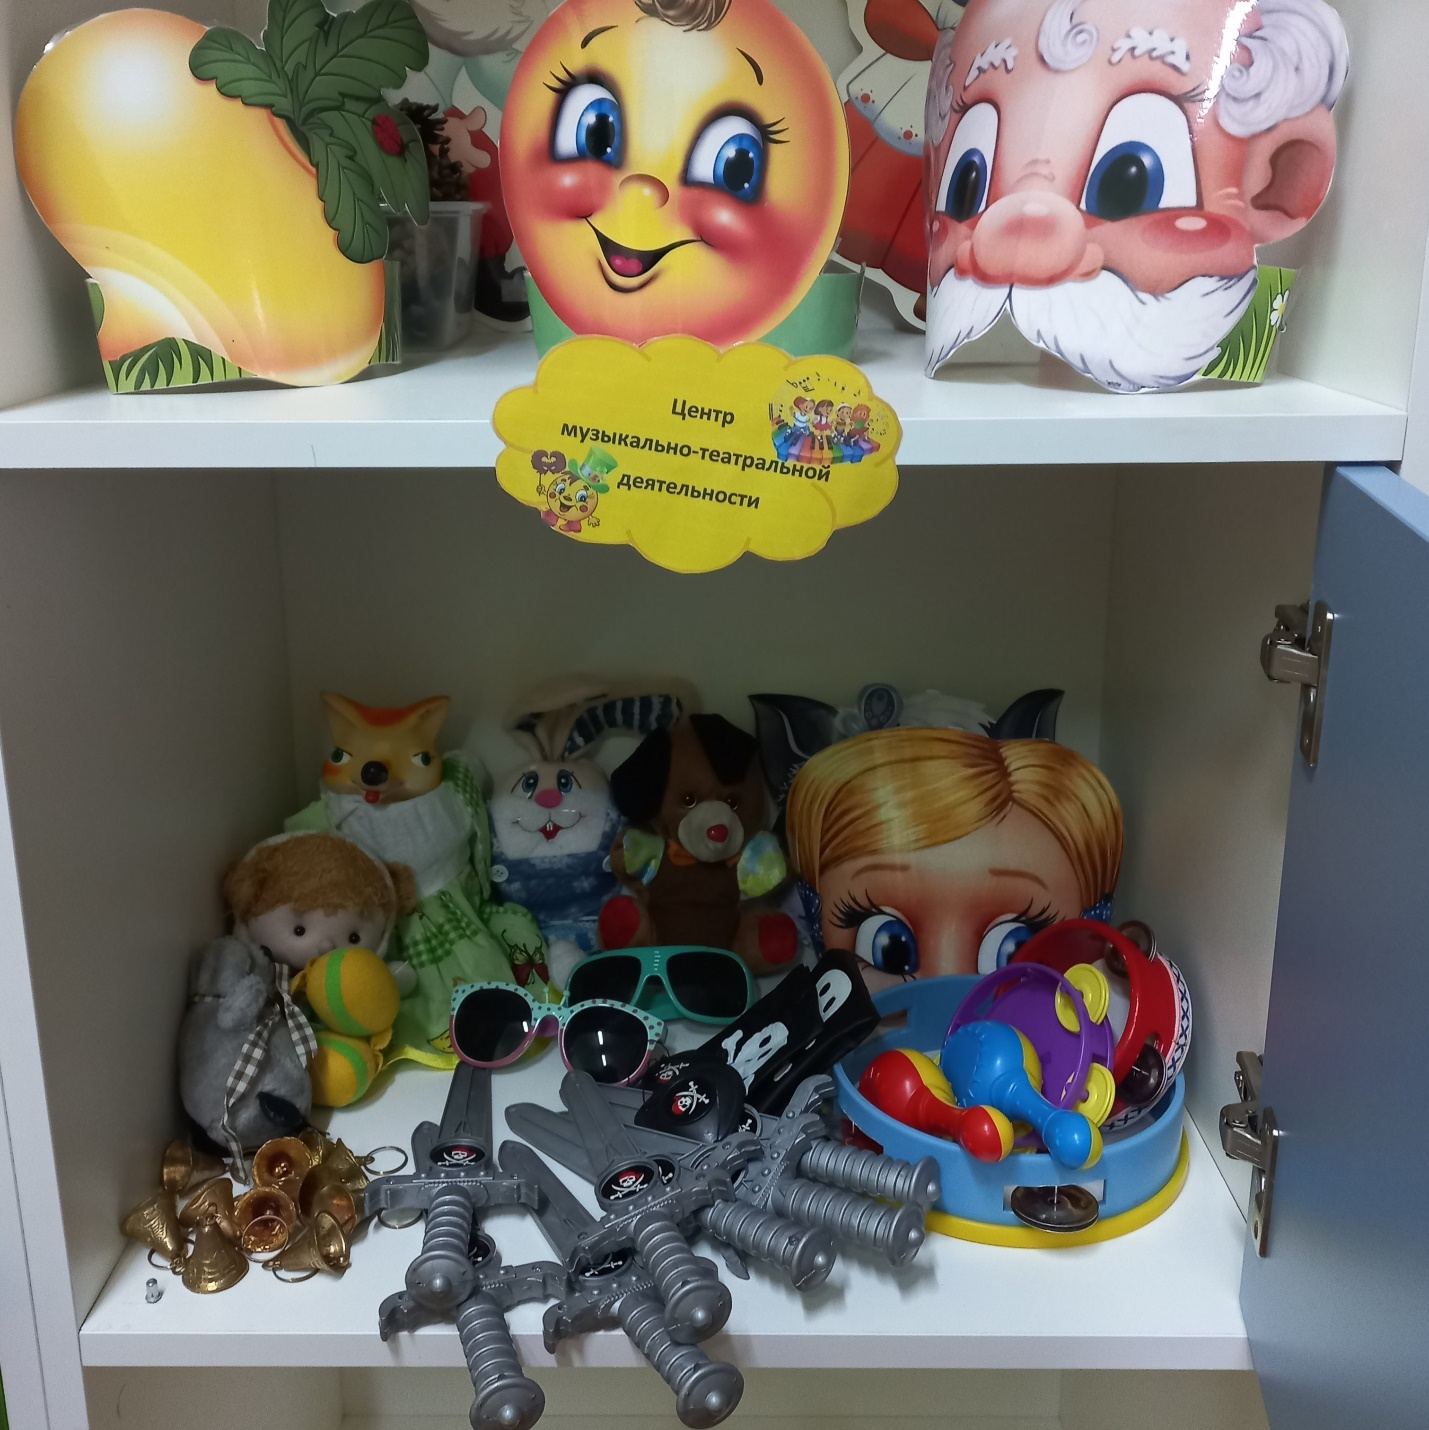 Центр
музыкально-театральной
деятельности